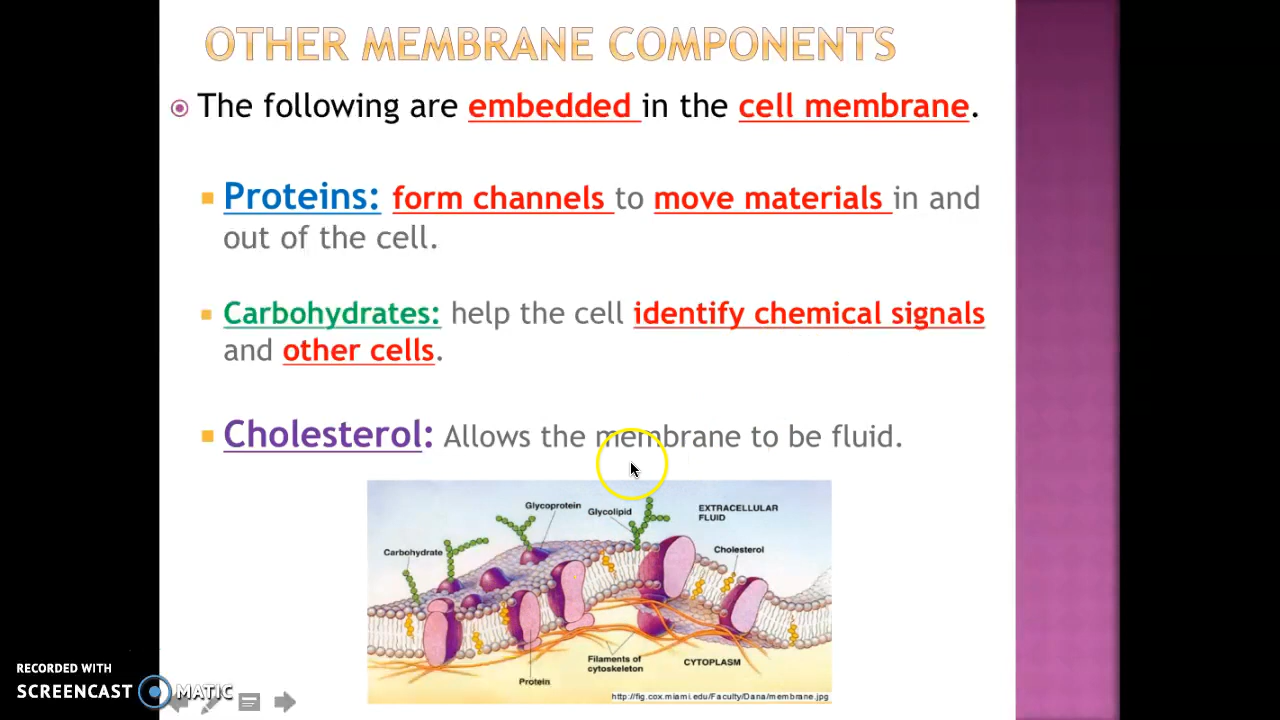 OTHER MEMBRANE COMPONENTS
The following are embedded in the cell membrane.
Proteins: form channels to move materials in and
out of the cell.
Carbohydrates: help the cell identify chemical signals
and other cells.
Cholesterol: Allows the membrane to be fluid.
Glycoprotein
Glycolipid
EXTRACELLULAR
FLUID
Carbohydrate
Cholesterol
Filaments of
cytoskeleton
CYTOPLASM
Protein
http://fig.cox.miami.edu/Faculty/Dana/membrane.jpg
RECORDED WITH
SCREENCAST MATIC